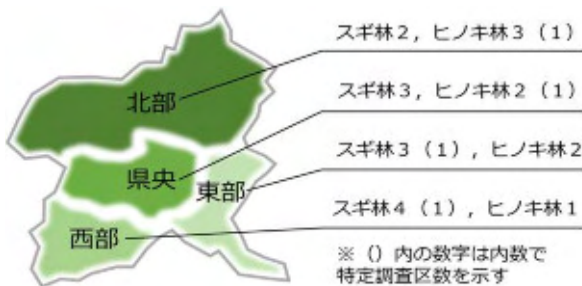 スギ林2，ヒノキ林3（1）
北部
スギ林3，ヒノキ林2（1）
県央
スギ林3（1），ヒノキ林2
東部
スギ林4（1），ヒノキ林1
西部
※（）内の数字は内数で
特定調査区数を示す